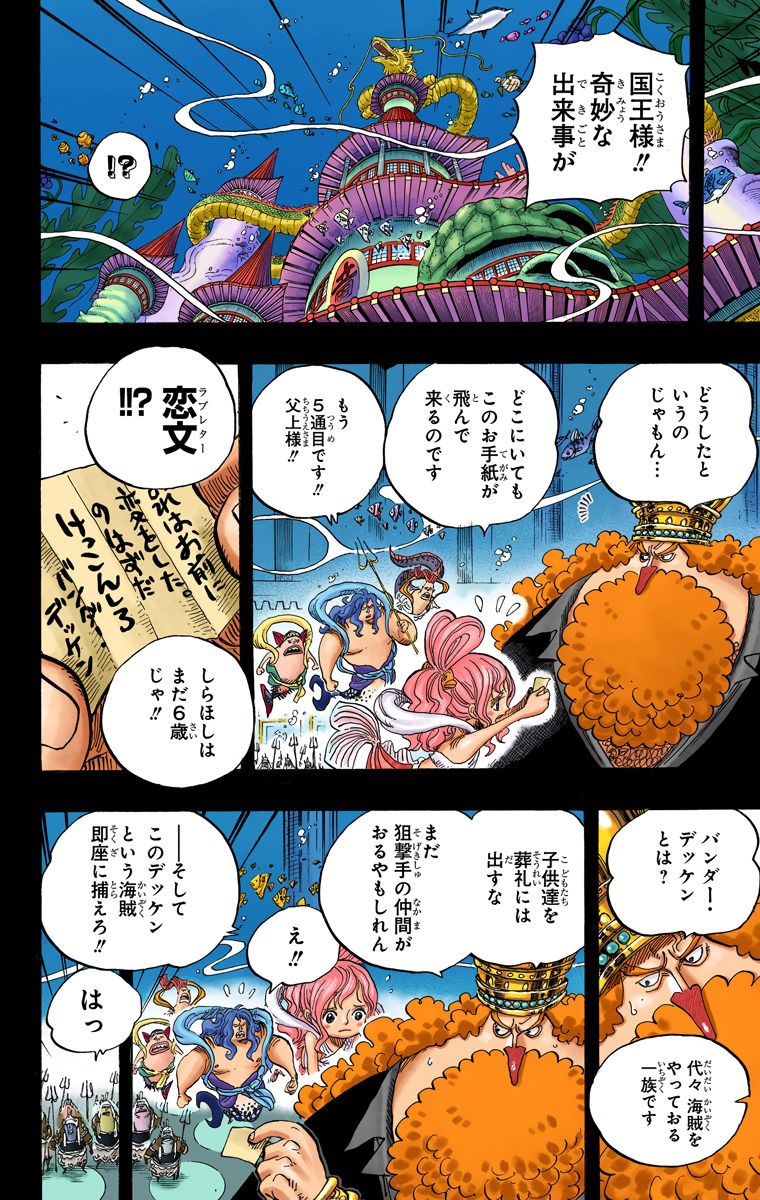 国王様!!
奇妙な
出来事が
!?
どうしたと
いうの
じゃもん…
どこにいても
このお手紙が
飛んで
来るのです
もう
5通目です!!
父上様!!
恋文
!!?
おれはお前に
恋文をした。
のはずだ
けこんしろ
バンダー・
デッケン
しらほしは
まだ6歳
じゃ!!
バンダー・
デッケン
とは?
代々海賊を
やっておる
一族です
子供達を
葬礼には
出すな
まだ
狙撃手の仲間が
おるやもしれん
え!!
──そして
このデッケン
という海賊
即座に捕えろ!!
はっ